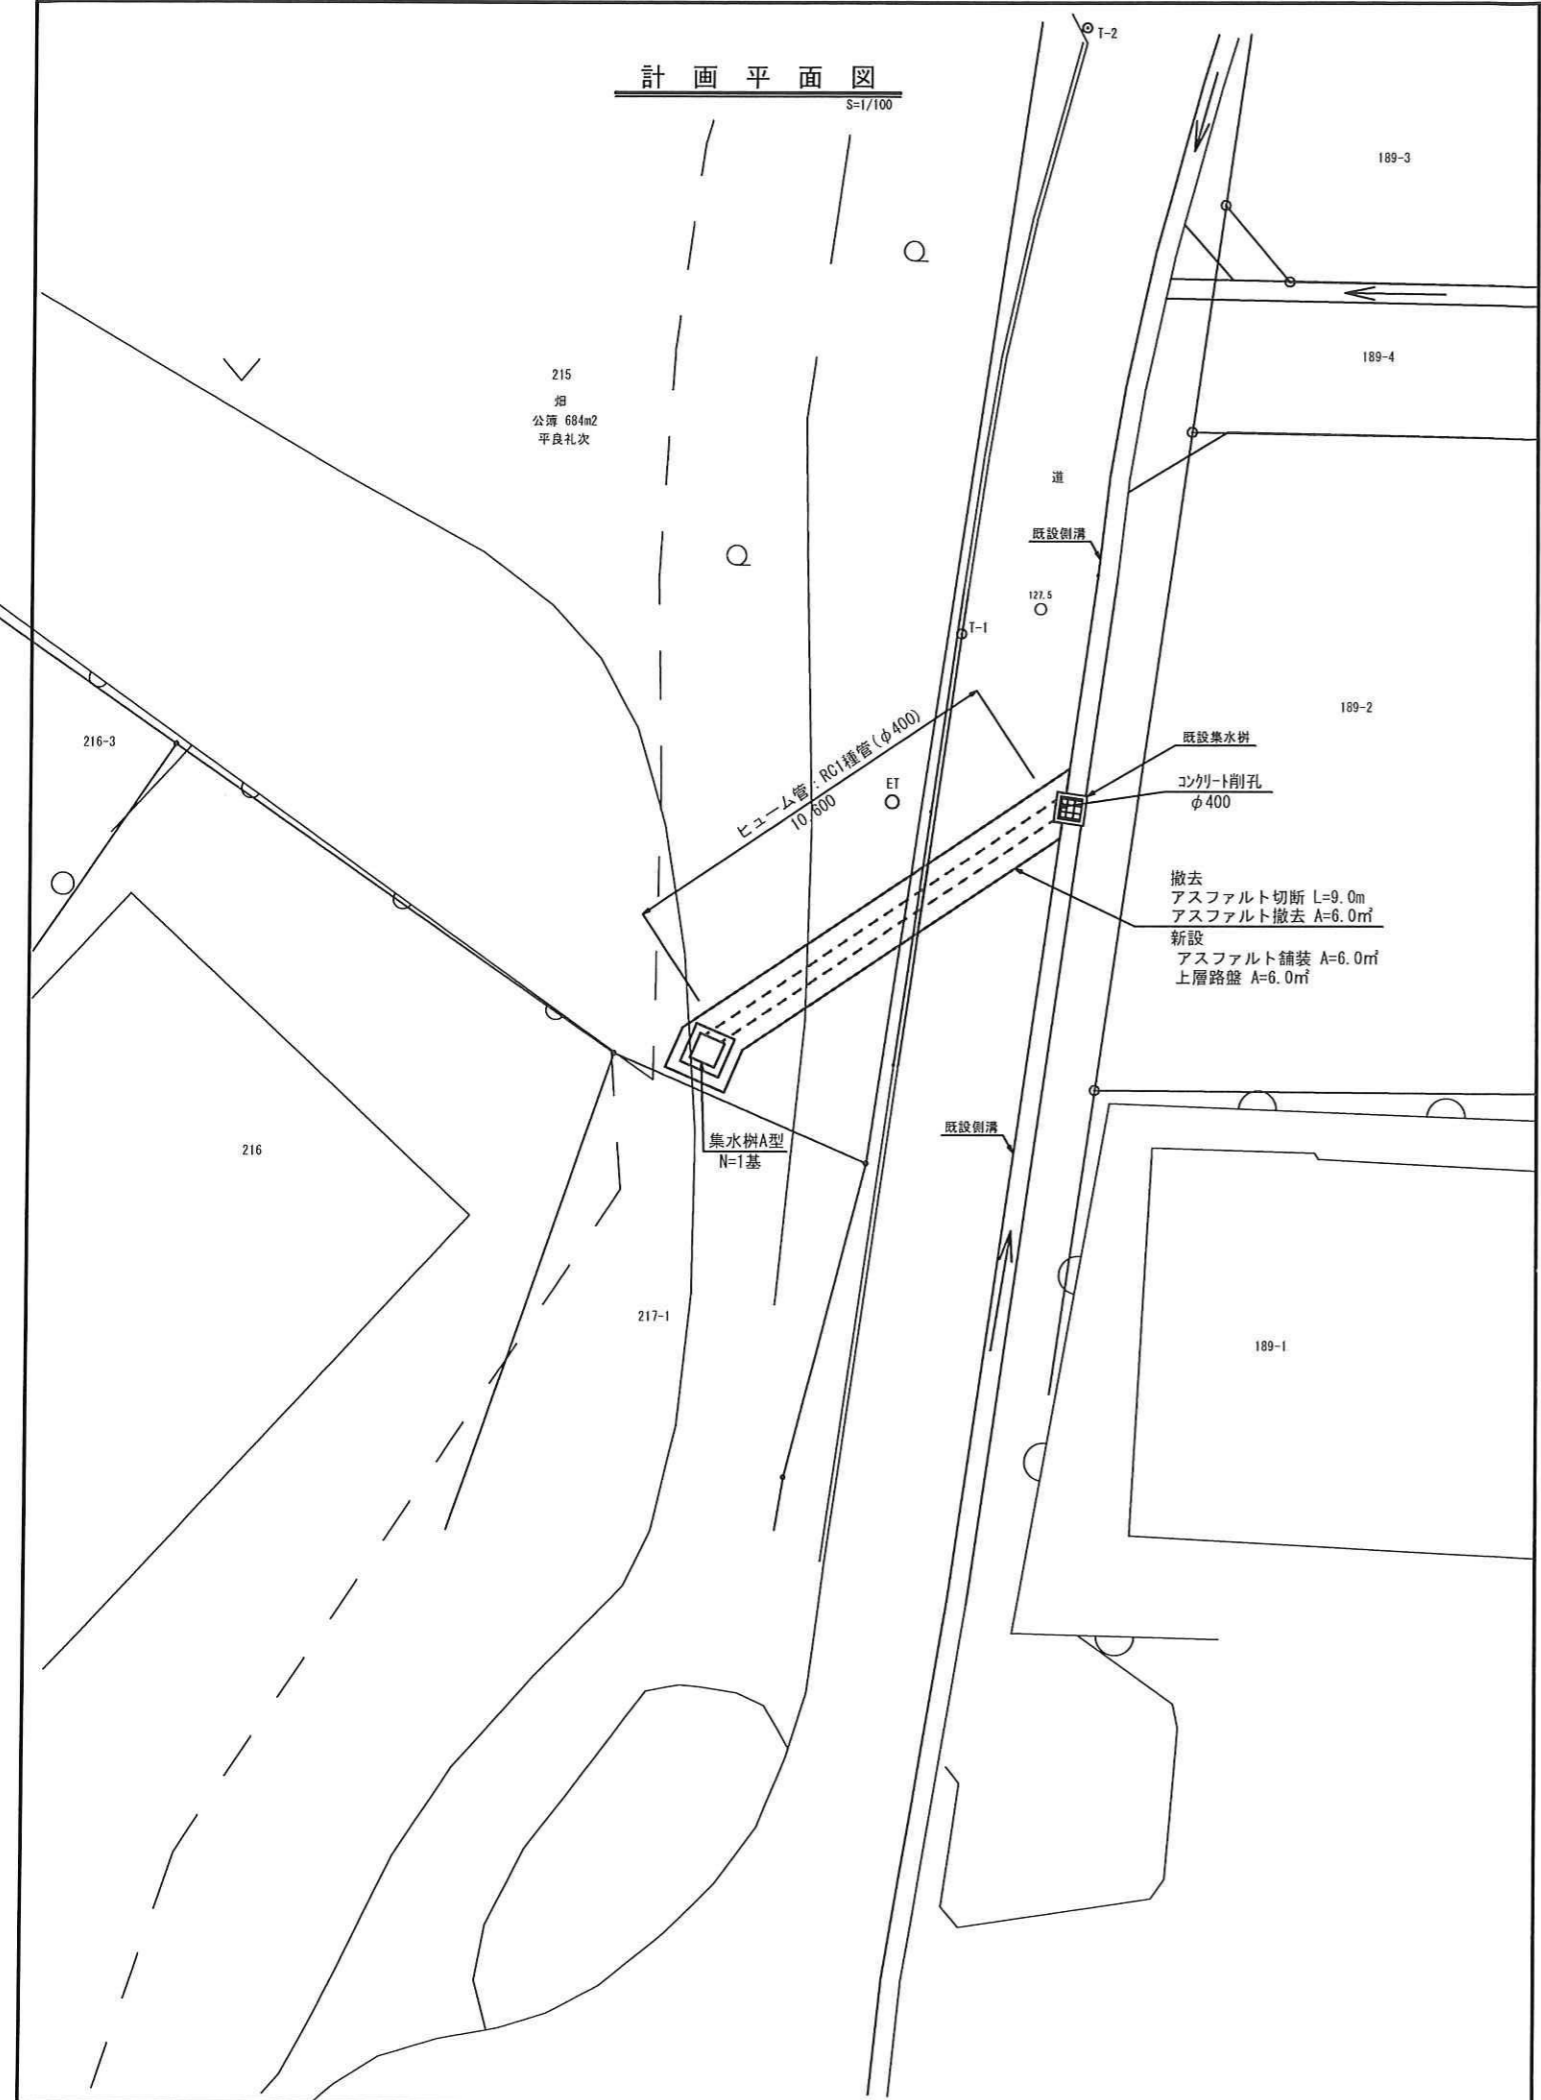 計画平面図
S=1/100
T-2
189-3
189-4
215
畑
公簿 684m2
平良礼次
道
既設側溝
127.5
T-1
ヒューム管：RC1種管(φ400)
10,600
ET
189-2
216-3
既設集水桝
コンクリート削孔
φ400
撤去
アスファルト切断 L=9.0m
アスファルト撤去 A=6.0㎡
新設
アスファルト舗装 A=6.0㎡
上層路盤 A=6.0㎡
集水桝A型
N=1基
既設側溝
216
217-1
189-1